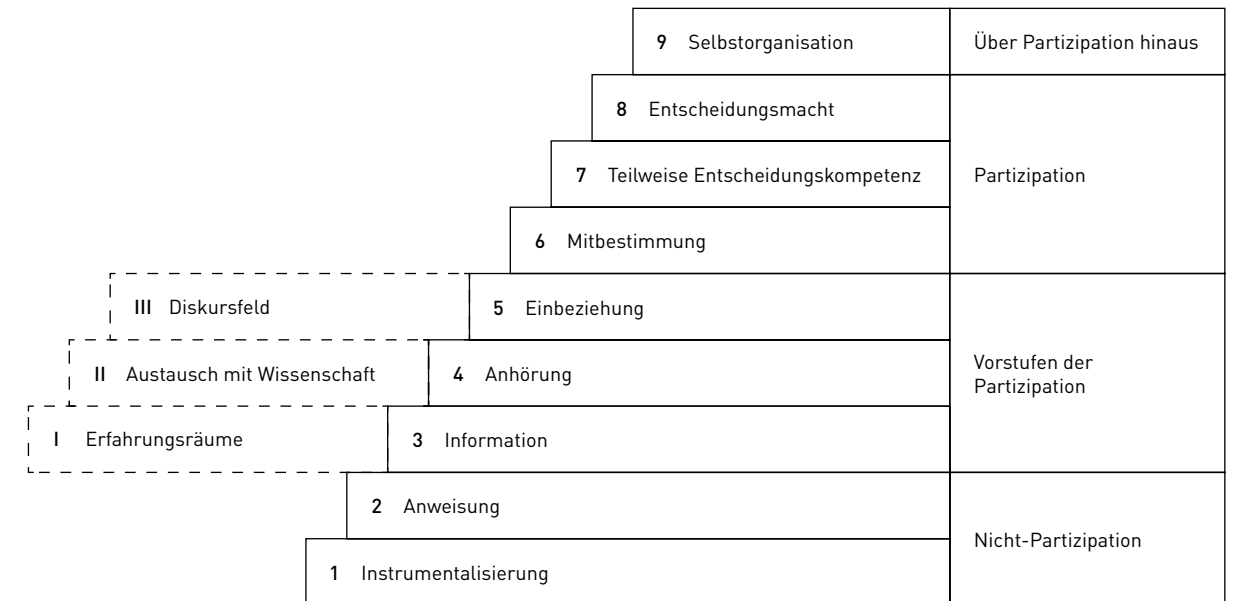 9 Selbstorganisation Über Partizipation hinaus
8 Entscheidungsmacht
7 Teilweise Entscheidungskompetenz Partizipation
6 Mitbestimmung
III Diskursfeld 5 Einbeziehung
II Austausch mit Wissenschaft 4 Anhörung Vorstufen der
Partizipation
I Erfahrungsräume 3 Information
2 Anweisung
Nicht-Partizipation
1 Instrumentalisierung